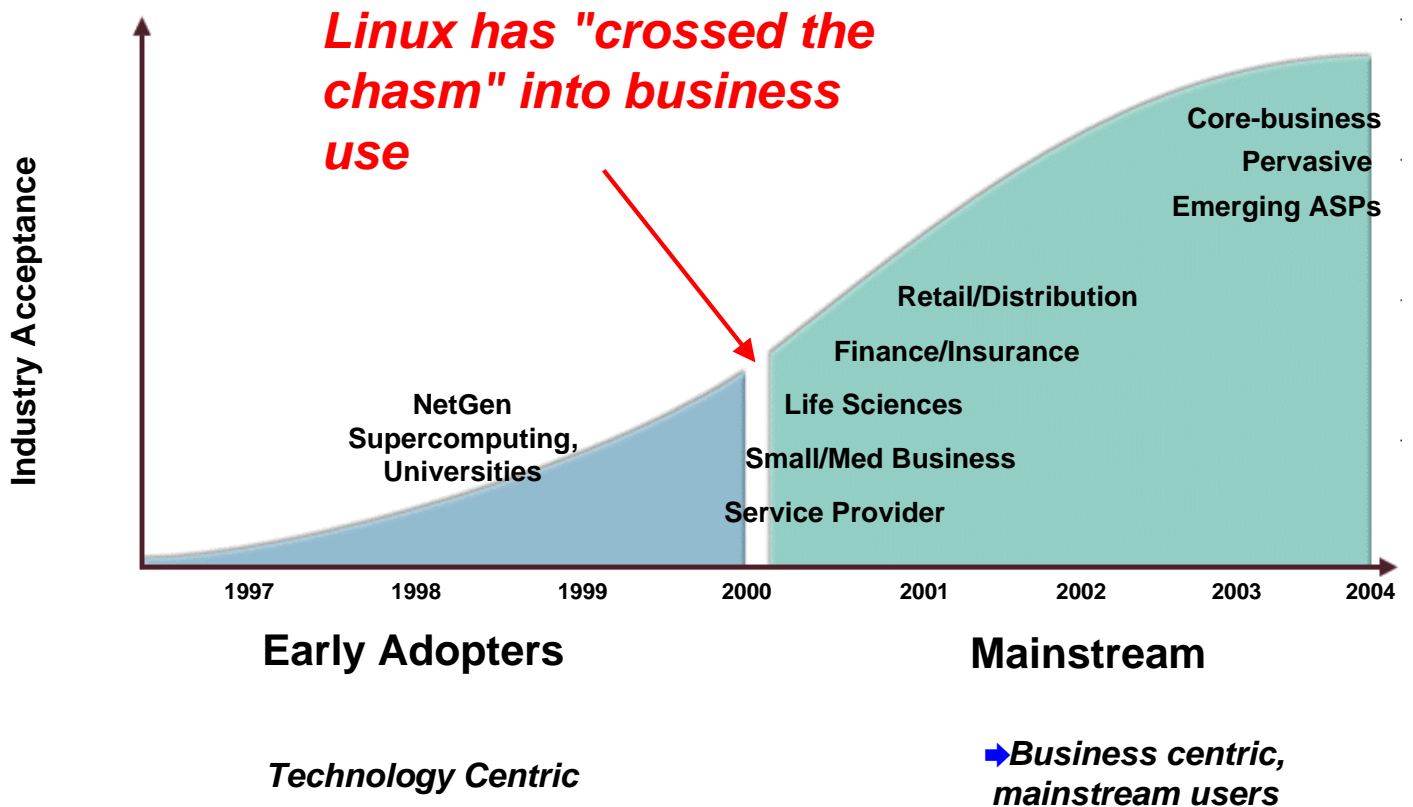 Linux has "crossed the
chasm" into business
use
Industry Acceptance
Core-business
Pervasive
Emerging ASPs
Retail/Distribution
Finance/Insurance
NetGen
Supercomputing,
Universities
Life Sciences
Small/Med Business
Service Provider
1997 1998 1999 2000 2001 2002 2003 2004
Early Adopters
Mainstream
Technology Centric
Business centric,
mainstream users